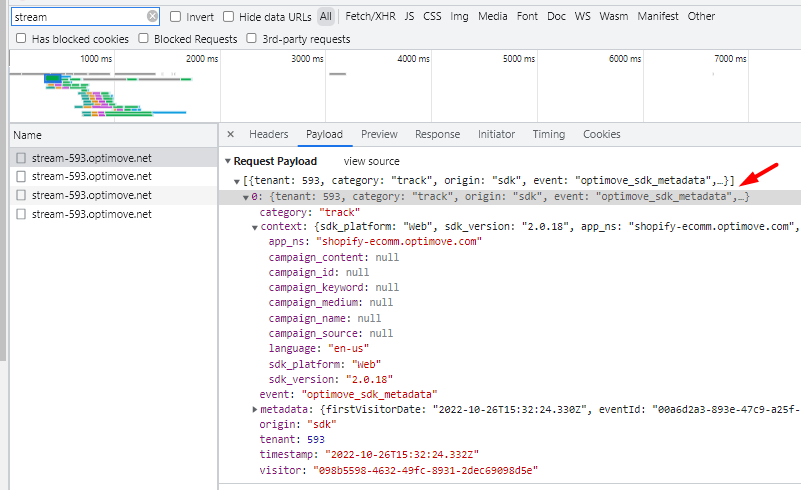 stream
Invert
Hide data URLs
All
Fetch/XHR JS CSS Img Media Font Doc WS Wasm Manifest Other
Has blocked cookies
Blocked Requests
3rd-party requests
1000 ms 2000 ms 3000 ms 4000 ms 5000 ms 6000 ms 7000 ms
Name
stream-593.optimove.net
stream-593.optimove.net
stream-593.optimove.net
stream-593.optimove.net
× Headers Payload Preview Response Initiator Timing Cookies
Request Payload view source
[{tenant: 593, category: "track", origin: "sdk", event: "optimove_sdk_metadata",…}]
0: {tenant: 593, category: "track", origin: "sdk", event: "optimove_sdk_metadata",…}
category: "track"
context: {sdk_platform: "Web", sdk_version: "2.0.18", app_ns: "shopify-ecomm.optimove.com",
app_ns: "shopify-ecomm.optimove.com"
campaign_content: null
campaign_id: null
campaign_keyword: null
campaign_medium: null
campaign_name: null
campaign_source: null
language: "en-us"
sdk_platform: "Web"
sdk_version: "2.0.18"
event: "optimove_sdk_metadata"
metadata: {firstVisitorDate: "2022-10-26T15:32:24.330Z", eventId: "00a6d2a3-893e-47c9-a25f-
origin: "sdk"
tenant: 593
timestamp: "2022-10-26T15:32:24.332Z"
visitor: "098b5598-4632-49fc-8931-2dec69098d5e"